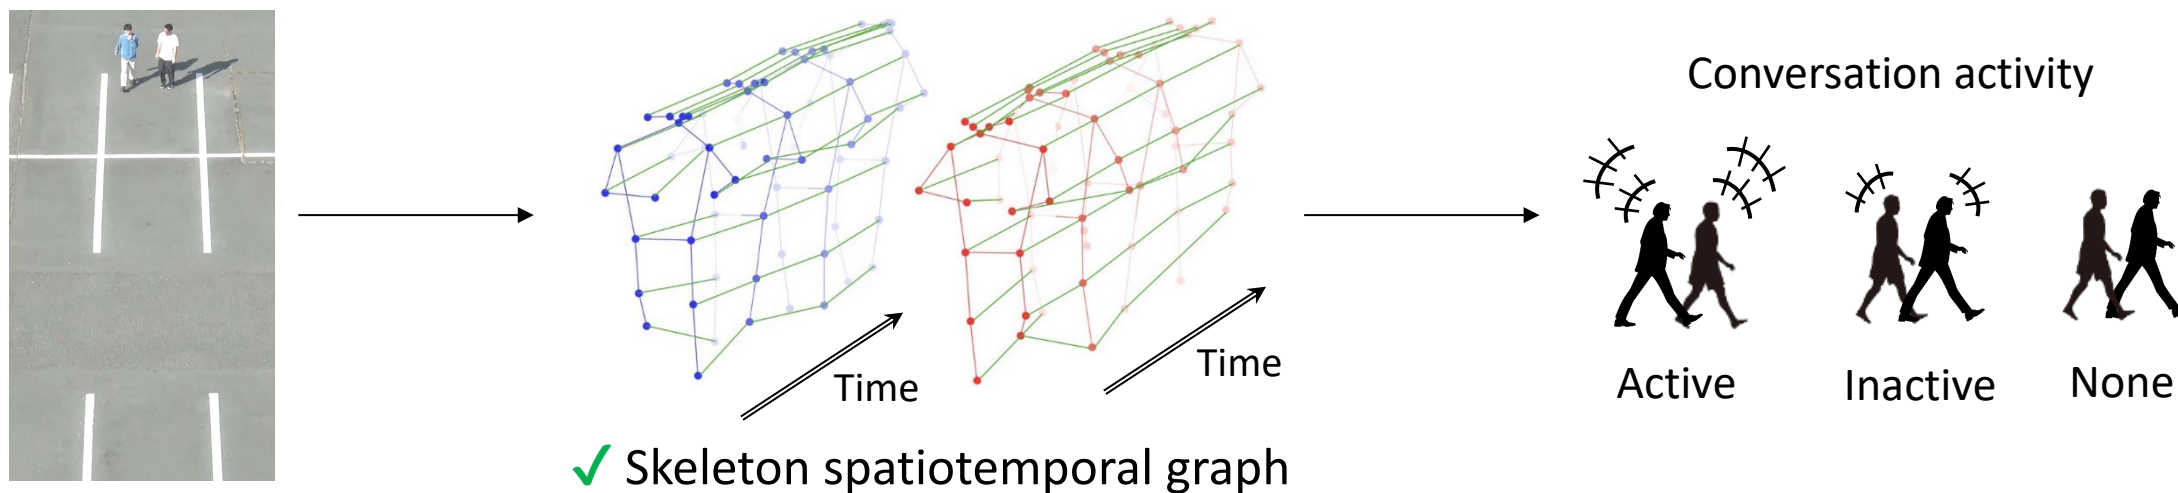 Conversation activity
Time
Time
Active
Inactive
None
✓ Skeleton spatiotemporal graph